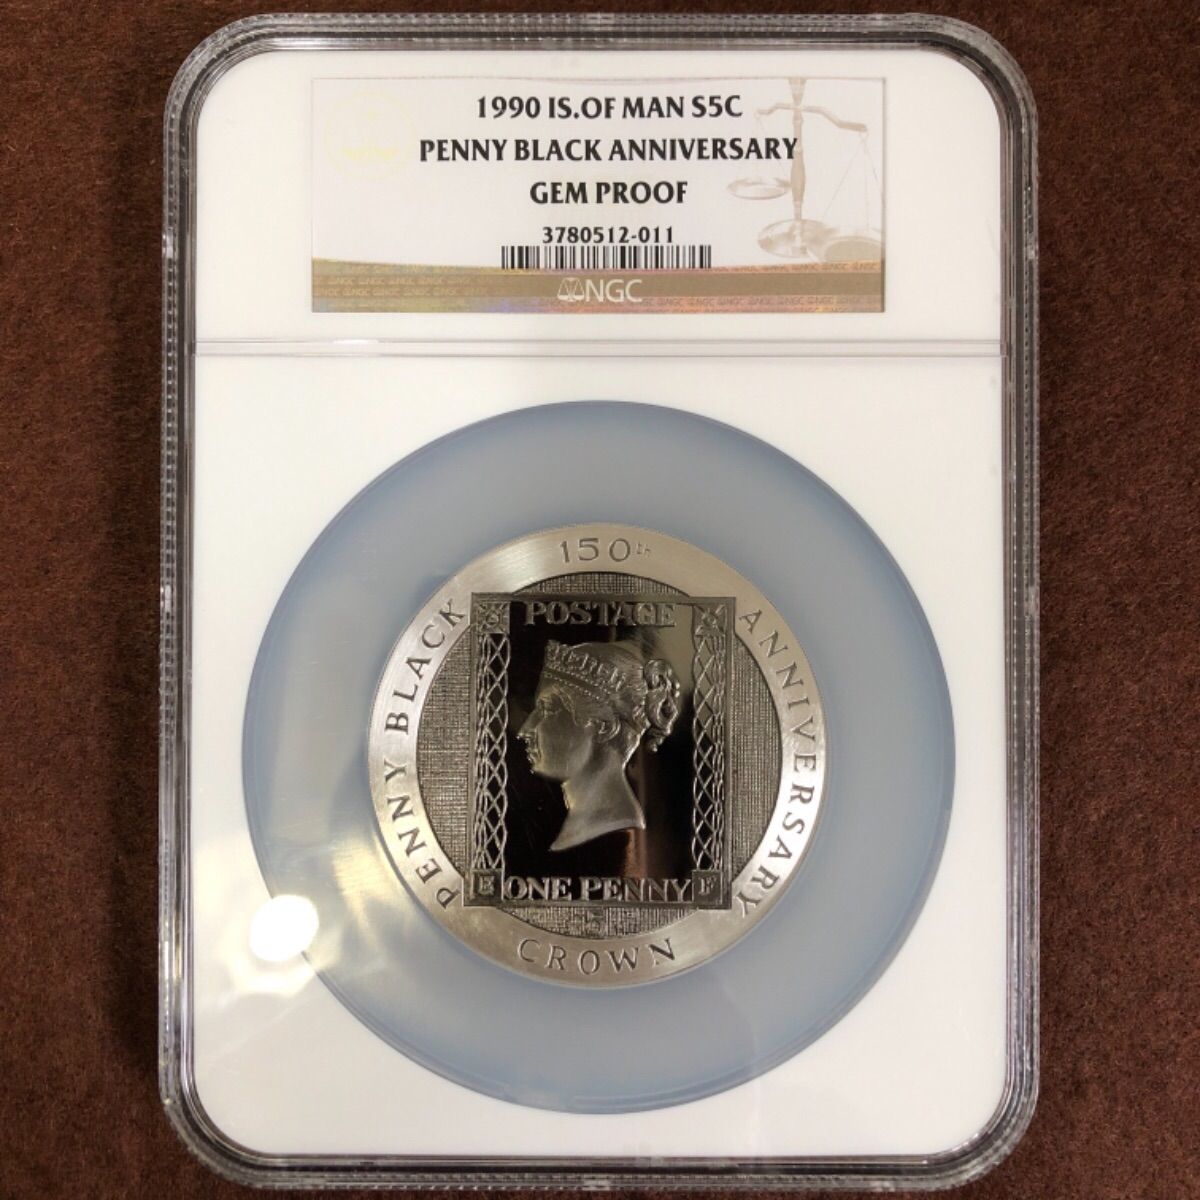 1990 IS.OF MAN S5C
PENNY BLACK ANNIVERSARY
GEM PROOF
3780512-011
NGC
150th
PENNY BLACK
ANNIVERSARY
POSTAGE
E ONE PENNY F
CROWN